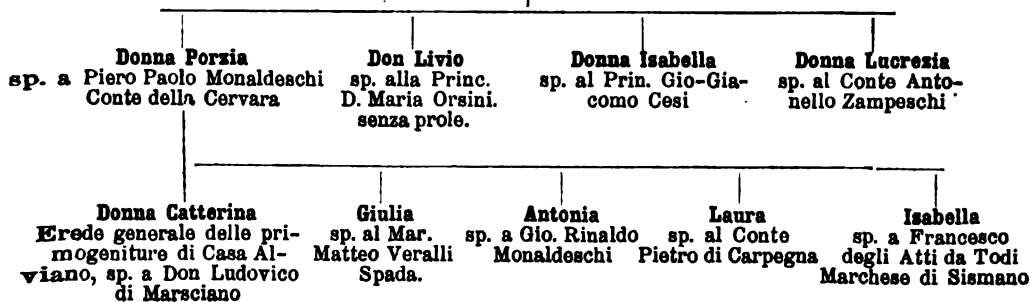 Donna Porzia
sp. a Piero Paolo Monaldeschi
Conte della Cervara
Don Livio
sp. alla Princ.
D. Maria Orsini.
senza prole.
Donna Isabella
sp. al Prin. Gio-Gia-
como Cesi
Donna Lucrezia
sp. al Conte Anto-
nello Zampeschi
Donna Catterina
Erede generale delle pri-
mogeniture di Casa Al-
viano, sp. a Don Ludovico
di Marsciano
Giulia
sp. al Mar.
Matteo Veralli
Spada.
Antonia
sp. a Gio. Rinaldo
Monaldeschi
Laura
sp. al Conte
Pietro di Carpegna
Isabella
sp. a Francesco
degli Atti da Todi
Marchese di Sismano